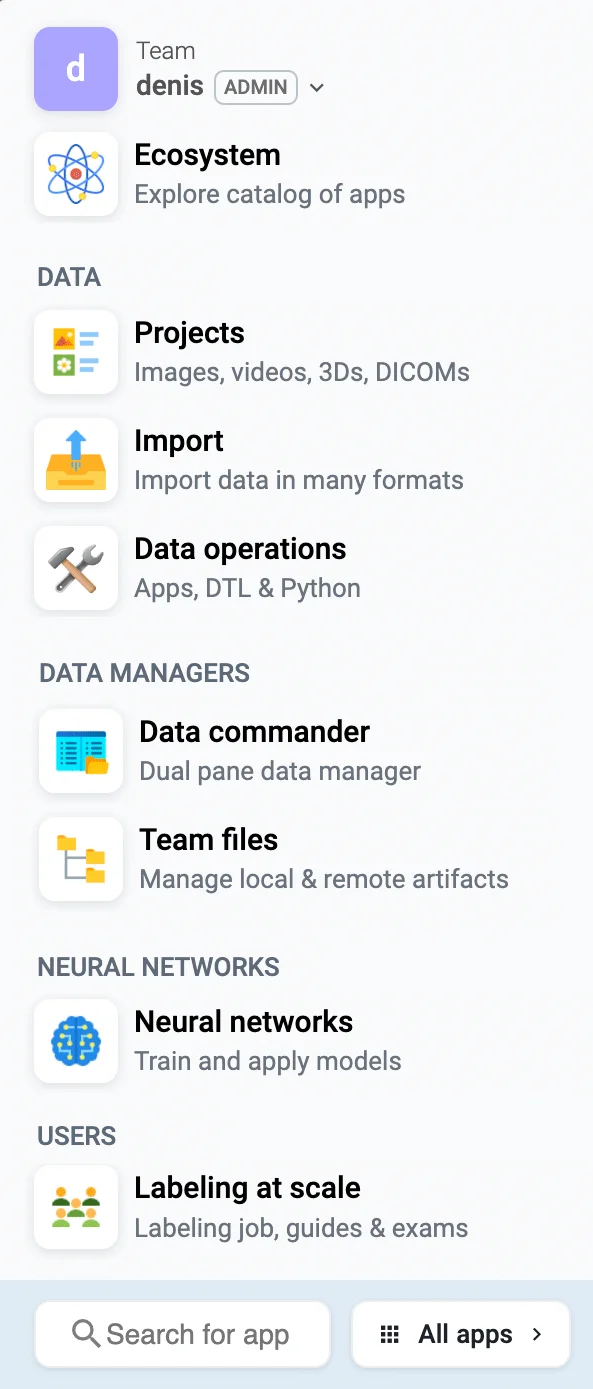 d
Team
denis ADMIN
Ecosystem
Explore catalog of apps
DATA
Projects
Images, videos, 3Ds, DICOMs
Import
Import data in many formats
Data operations
Apps, DTL & Python
DATA MANAGERS
Data commander
Dual pane data manager
Team files
Manage local & remote artifacts
NEURAL NETWORKS
Neural networks
Train and apply models
USERS
Labeling at scale
Labeling job, guides & exams
Search for app
All apps